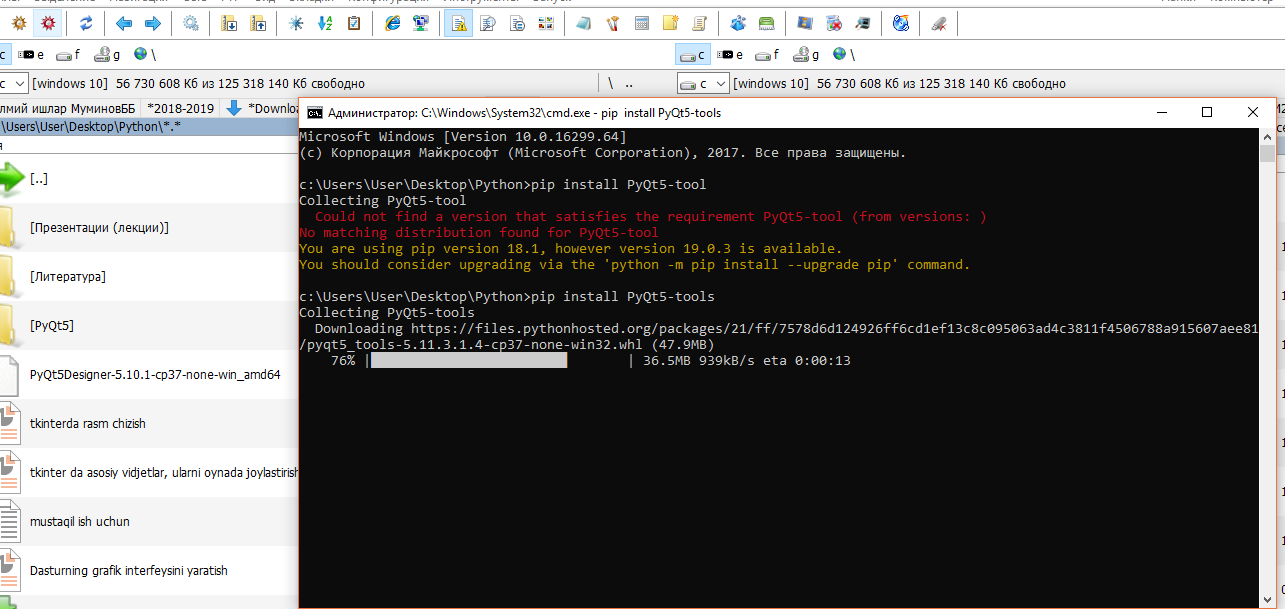 c e f g \
c e f g \
c [windows 10] 56 730 608 Кб из 125 318 140 Кб свободно \ ..
c [windows 10] 56 730 608 Кб из 125 318 140 Кб свободно
ишлар МуминовББ *2018-2019
\Users\User\Desktop\Python\*.*
[..]
[Презентации (лекции)]
[Литература]
[PyQt5]
PyQt5Designer-5.10.1-cp37-none-win_amd64
tkinterda rasm chizish
tkinter da asosiy vidjetlar, ularni oynada joylastirish
mustaqil ish uchun
Dasturning grafik interfeysini yaratish
Администратор: C:\Windows\System32\cmd.exe - pip install PyQt5-tools
Microsoft Windows [Version 10.0.16299.64]
(c) Корпорация Майкрософт (Microsoft Corporation), 2017. Все права защищены.
c:\Users\User\Desktop\Python>pip install PyQt5-tool
Collecting PyQt5-tool
Could not find a version that satisfies the requirement PyQt5-tool (from versions: )
No matching distribution found for PyQt5-tool
You are using pip version 18.1, however version 19.0.3 is available.
You should consider upgrading via the 'python -m pip install --upgrade pip' command.
c:\Users\User\Desktop\Python>pip install PyQt5-tools
Collecting PyQt5-tools
Downloading https://files.pythonhosted.org/packages/21/ff/7578d6d124926ff6cd1ef13c8c095063ad4c3811f4506788a915607aee81
/pyqt5_tools-5.11.3.1.4-cp37-none-win32.whl (47.9MB)
76% | | 36.5MB 939kB/s eta 0:00:13